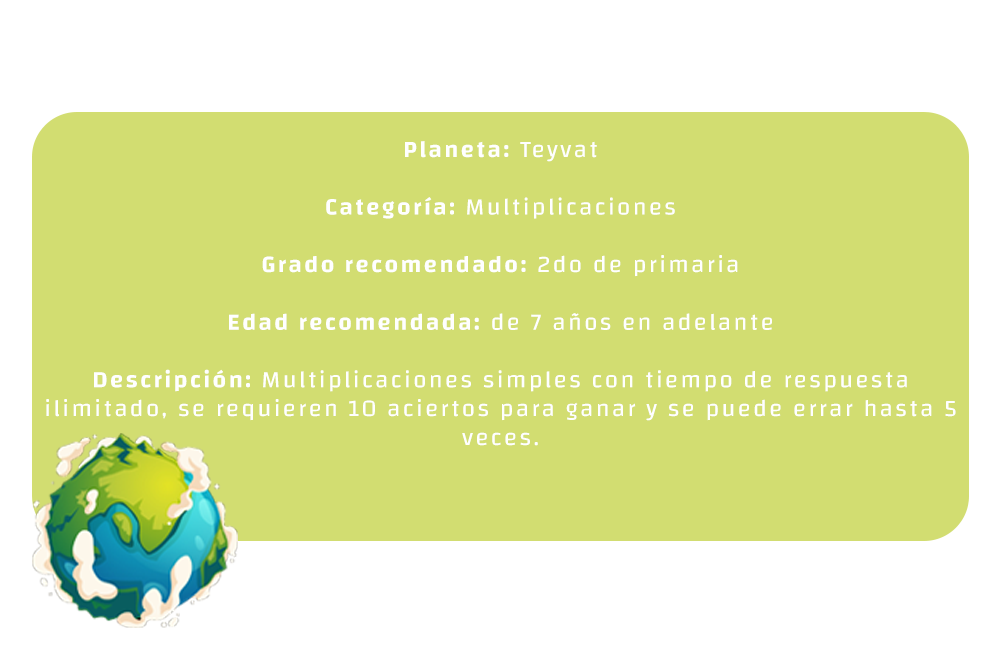 Planeta: Teyvat
Categoría: Multiplicaciones
Grado recomendado: 2do de primaria
Edad recomendada: de 7 años en adelante
Descripción: Multiplicaciones simples con tiempo de respuesta
ilimitado, se requieren 10 aciertos para ganar y se puede errar hasta 5
veces.